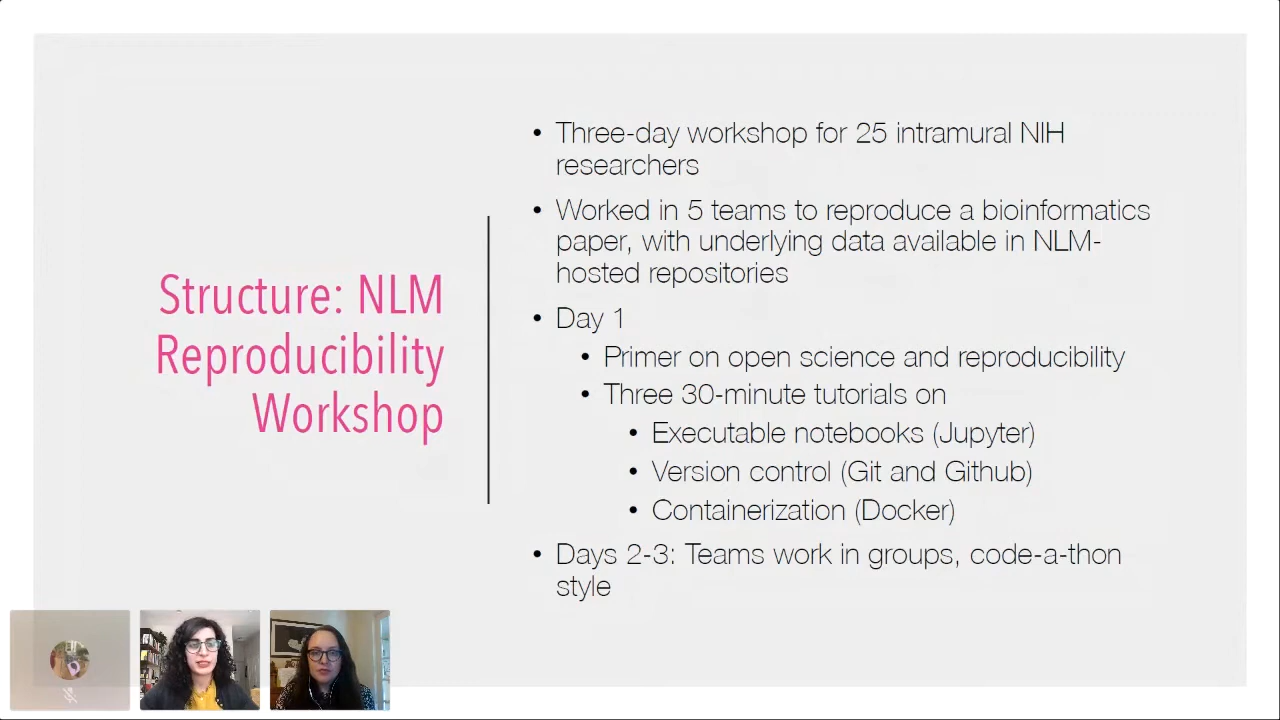 Structure: NLM
Reproducibility
Workshop
• Three-day workshop for 25 intramural NIH
researchers
• Worked in 5 teams to reproduce a bioinformatics
paper, with underlying data available in NLM-
hosted repositories
• Day 1
• Primer on open science and reproducibility
• Three 30-minute tutorials on
• Executable notebooks (Jupyter)
• Version control (Git and Github)
• Containerization (Docker)
• Days 2-3: Teams work in groups, code-a-thon
style